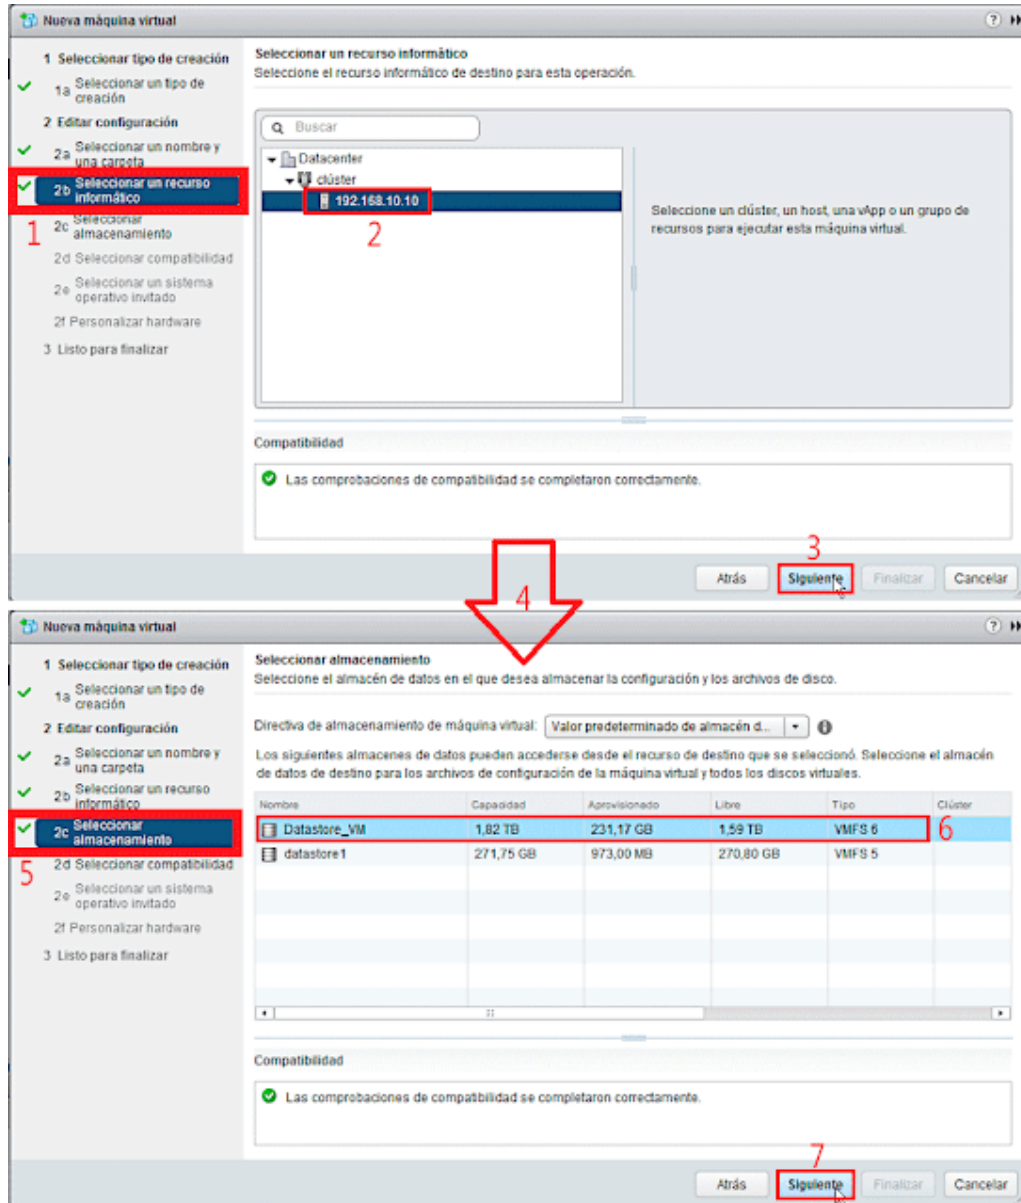 Nueva máquina virtual
1 Seleccionar tipo de creación
1a Seleccionar un tipo de
creación
2 Editar configuración
2a Seleccionar un nombre y
una carpeta
2b Seleccionar un recurso
informático
1
2c Seleccionar
almacenamiento
2d Seleccionar compatibilidad
2e Seleccionar un sistema
operativo invitado
2f Personalizar hardware
3 Listo para finalizar
Seleccionar un recurso informático
Seleccione el recurso informático de destino para esta operación.
Buscar
Datacenter
clúster
192.168.10.10
2
Seleccione un clúster, un host, una vApp o un grupo de
recursos para ejecutar esta máquina virtual.
Compatibilidad
Las comprobaciones de compatibilidad se completaron correctamente.
3
Atrás Siguiente Finalizar Cancelar
4
Nueva máquina virtual
1 Seleccionar tipo de creación
1a Seleccionar un tipo de
creación
2 Editar configuración
2a Seleccionar un nombre y
una carpeta
2b Seleccionar un recurso
informático
2c Seleccionar
almacenamiento
5
2d Seleccionar compatibilidad
2e Seleccionar un sistema
operativo invitado
2f Personalizar hardware
3 Listo para finalizar
Seleccionar almacenamiento
Seleccione el almacén de datos en el que desea almacenar la configuración y los archivos de disco.
Directiva de almacenamiento de máquina virtual: Valor predeterminado de almacén d...
Los siguientes almacenes de datos pueden accederse desde el recurso de destino que se seleccionó. Seleccione el almacén
de datos de destino para los archivos de configuración de la máquina virtual y todos los discos virtuales.
Nombre Capacidad Aprovisionado Libre Tipo Clúster
Datastore_VM 1,82 TB 231,17 GB 1,59 TB VMFS 6 6
datastore1 271,75 GB 973,00 MB 270,80 GB VMFS 5
Compatibilidad
Las comprobaciones de compatibilidad se completaron correctamente.
7
Atrás Siguiente Finalizar Cancelar